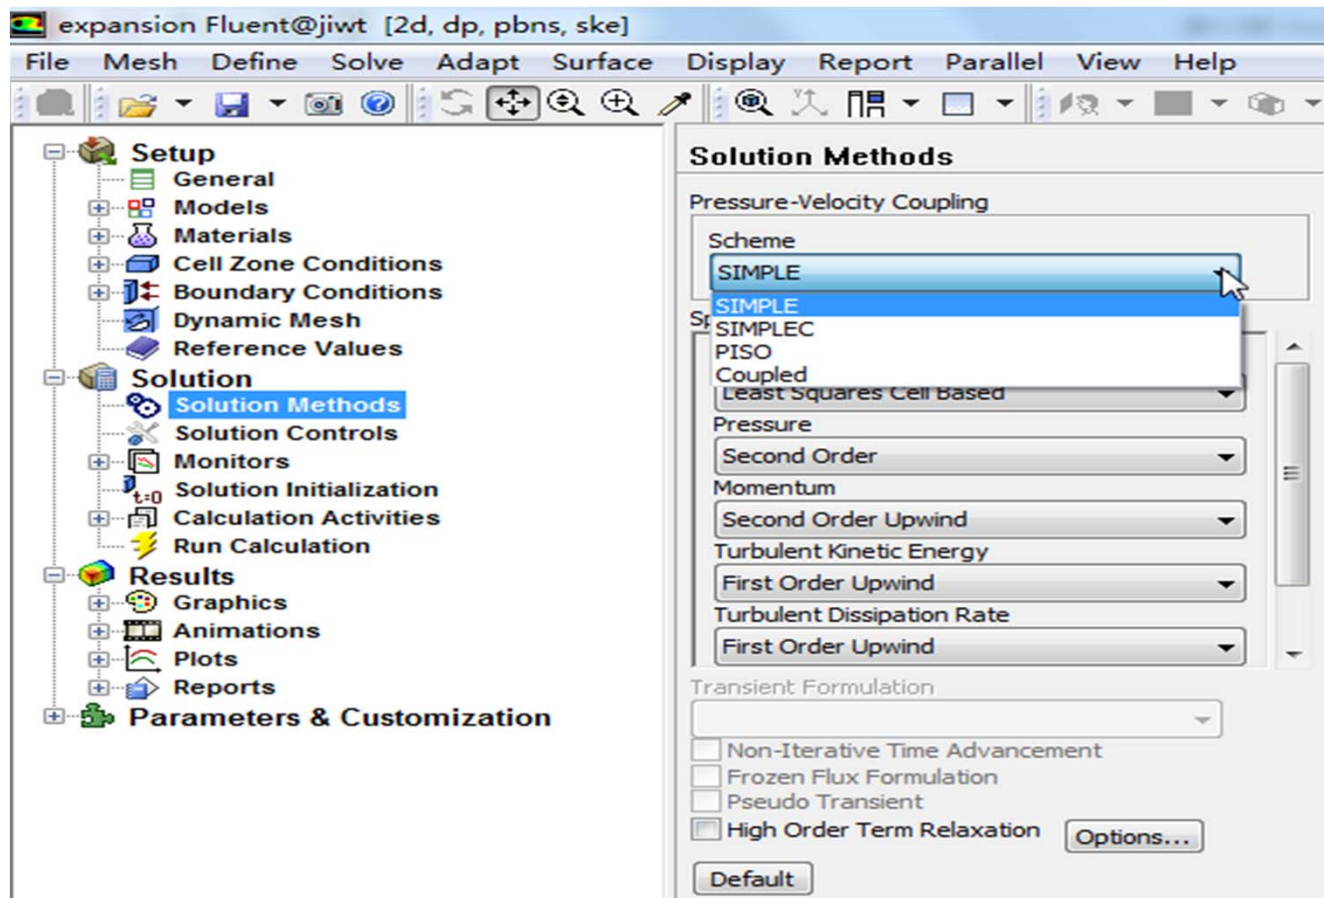 expansion Fluent@jiwt [2d, dp, pbns, ske]
File Mesh Define Solve Adapt Surface Display Report Parallel View Help
Setup
General
Models
Materials
Cell Zone Conditions
Boundary Conditions
Dynamic Mesh
Reference Values
Solution
Solution Methods
Solution Controls
Monitors
t=0 Solution Initialization
Calculation Activities
Run Calculation
Results
Graphics
Animations
Plots
Reports
Parameters & Customization
Solution Methods
Pressure-Velocity Coupling
Scheme
SIMPLE
SIMPLE
SIMPLEC
PISO
Coupled
Least Squares Cell Based
Pressure
Second Order
Momentum
Second Order Upwind
Turbulent Kinetic Energy
First Order Upwind
Turbulent Dissipation Rate
First Order Upwind
Transient Formulation
Non-Iterative Time Advancement
Frozen Flux Formulation
Pseudo Transient
High Order Term Relaxation Options...
Default